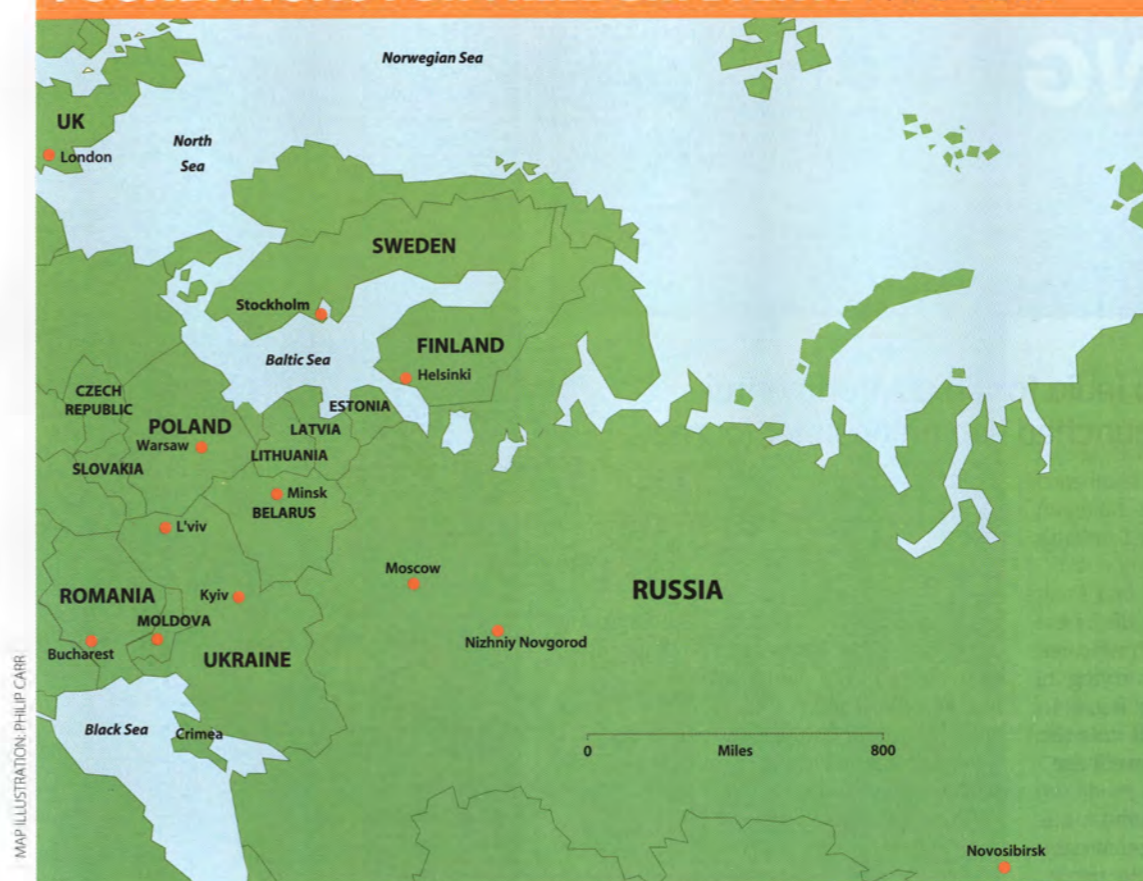 Norwegian Sea
UK
London
North
Sea
SWEDEN
Stockholm
Baltic Sea
FINLAND
Helsinki
CZECH
REPUBLIC
ESTONIA
POLAND
LATVIA
Warsaw
LITHUANIA
SLOVAKIA
Minsk
BELARUS
L'viv
Moscow
RUSSIA
ROMANIA
Kyiv
MOLDOVA
Nizhniy Novgorod
Bucharest
UKRAINE
Black Sea
Crimea
0 Miles 800
Novosibirsk
MAP ILLUSTRATION: PHILIP CARR